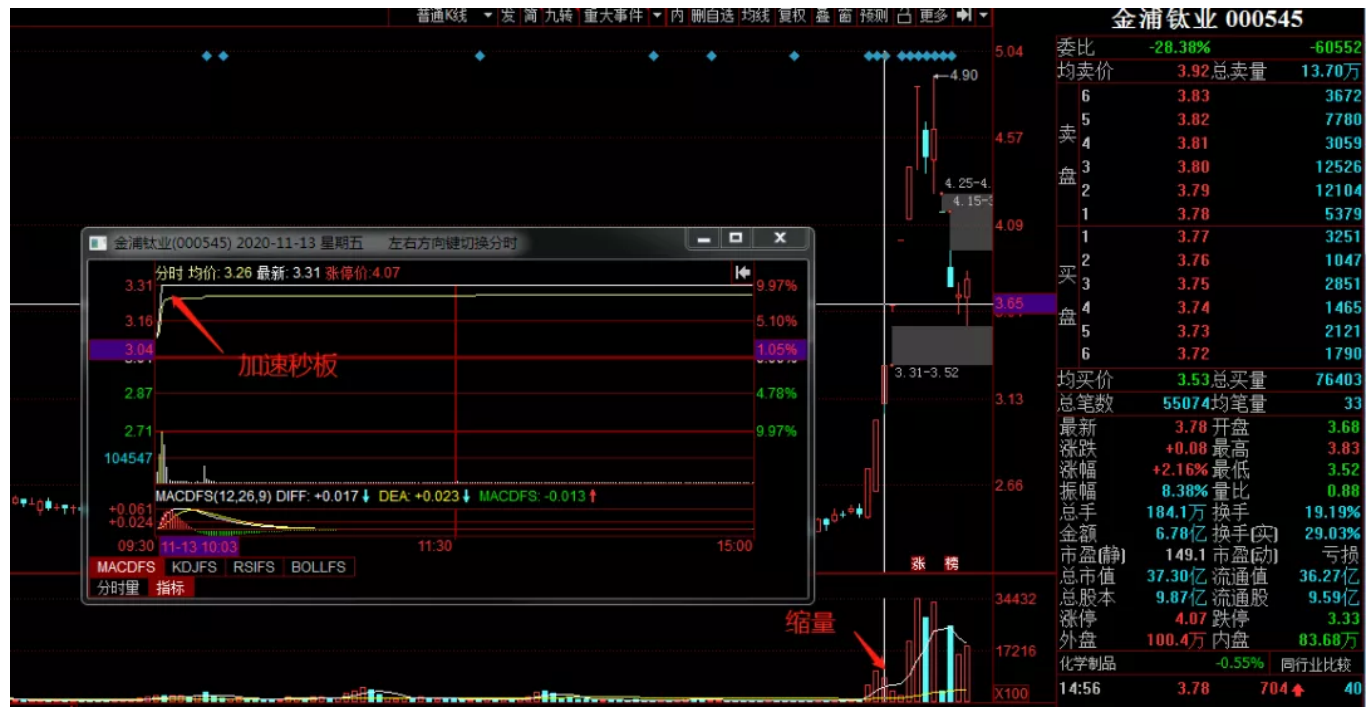 普通K线 发 简 九转 重大事件 内 删自选 均线 复权 叠 窗 预测 更多
金浦钛业 000545
委比 -28.38% -60552
均卖价 3.92 总卖量 13.70万
卖盘
6 3.83 3672
5 3.82 7780
4 3.81 3059
3 3.80 12526
2 3.79 12104
1 3.78 5379
买盘
1 3.77 3251
2 3.76 1047
3 3.75 2851
4 3.74 1465
5 3.73 2121
6 3.72 1790
均买价 3.53 总买量 76403
总笔数 55074 均笔量 33
最新 3.78 开盘 3.68
涨跌 +0.08 最高 3.83
涨幅 +2.16% 最低 3.52
振幅 8.38% 量比 0.88
总手 184.1万 换手 19.19%
金额 6.78亿 换手(实) 29.03%
市盈(静) 149.1 市盈(动) 亏损
总市值 37.30亿 流通值 36.27亿
总股本 9.87亿 流通股 9.59亿
涨停 4.07 跌停 3.33
外盘 100.4万 内盘 83.68万
化学制品 -0.55% 同行业比较
14:56 3.78 704 40
5.04
4.90
4.57
4.25-4.
4.15-3
4.09
3.65
3.31-3.52
3.13
2.66
涨 榜
34432
17216
X100
缩量
金浦钛业(000545) 2020-11-13 星期五 左右方向键切换分时
分时 均价: 3.26 最新: 3.31 涨停价:4.07
3.31 9.97%
3.16 5.10%
3.04 1.05%
加速秒板
2.87 4.78%
2.71 9.97%
104547
MACDFS(12,26,9) DIFF: +0.017 DEA: +0.023 MACDFS: -0.013
+0.061
+0.024
09:30 11-13 10:03 11:30 15:00
MACDFS KDJFS RSIFS BOLLFS
分时量 指标